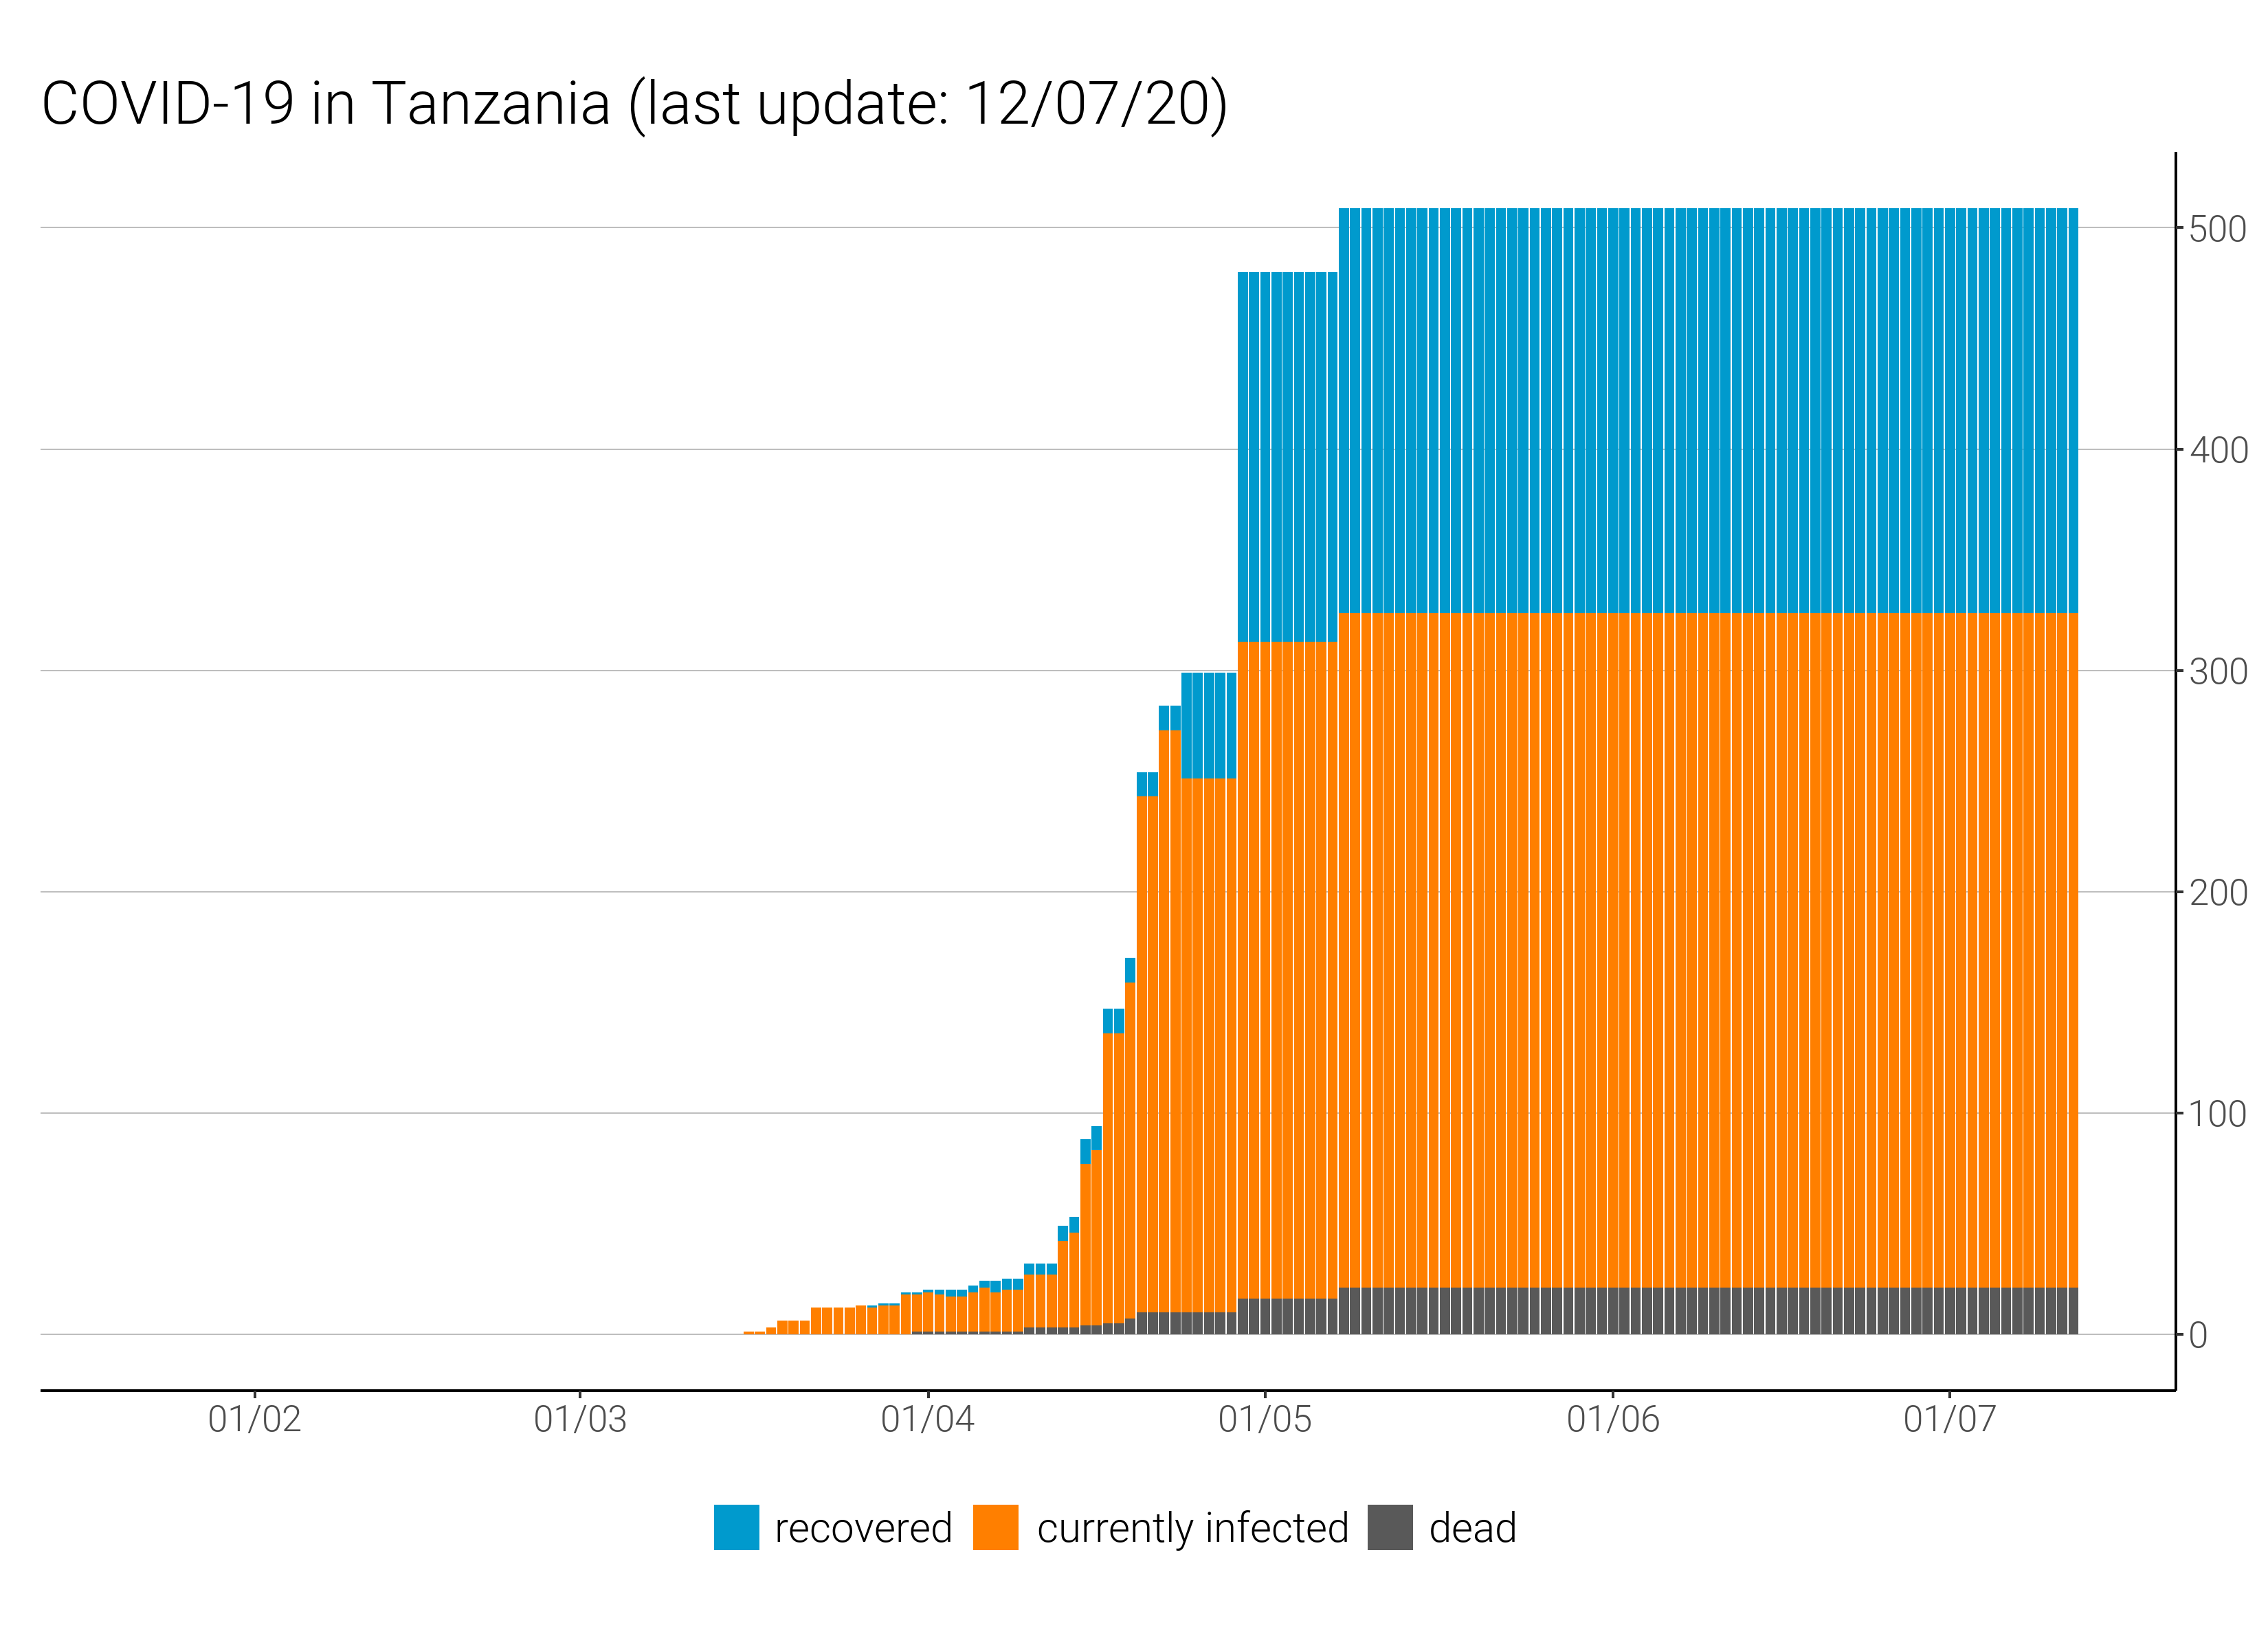 COVID-19 in Tanzania (last update: 12/07/20)
500
400
300
200
100
0
01/02 01/03 01/04 01/05 01/06 01/07
recovered currently infected dead